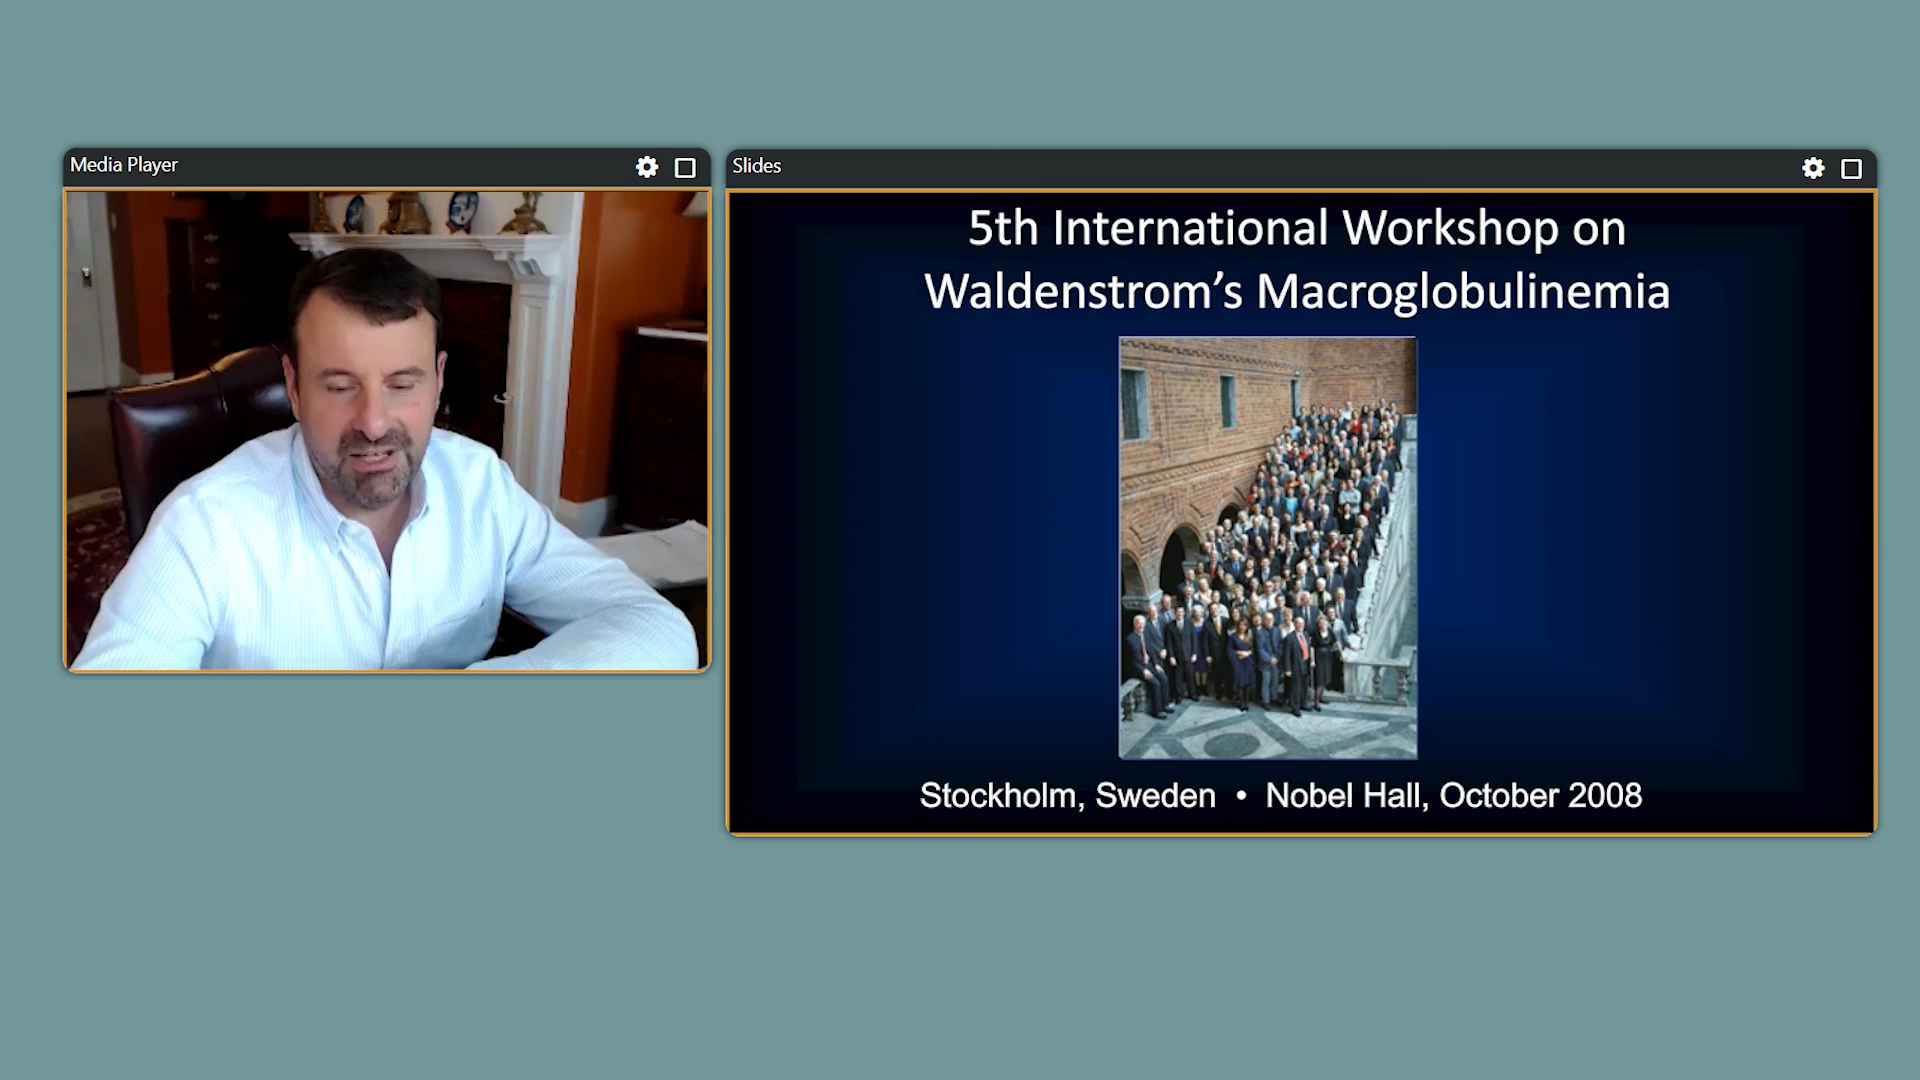 Media Player
Slides
5th International Workshop on
Waldenstrom’s Macroglobulinemia
Stockholm, Sweden • Nobel Hall, October 2008